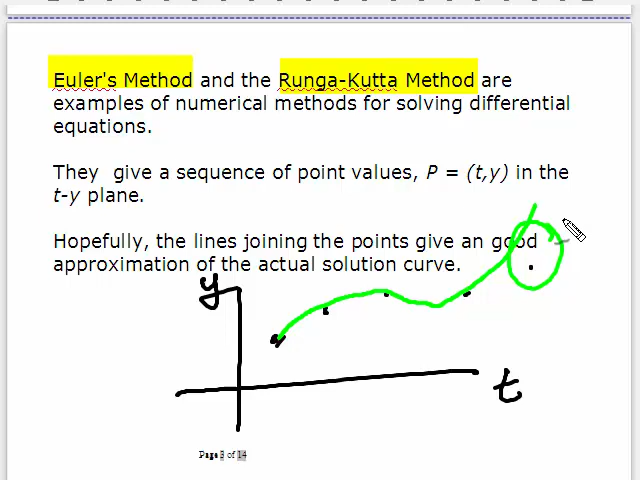 Euler's Method and the Runga-Kutta Method are
examples of numerical methods for solving differential
equations.
They give a sequence of point values, P = (t,y) in the
t-y plane.
Hopefully, the lines joining the points give an good
approximation of the actual solution curve.
y
t
Page 3 of 14